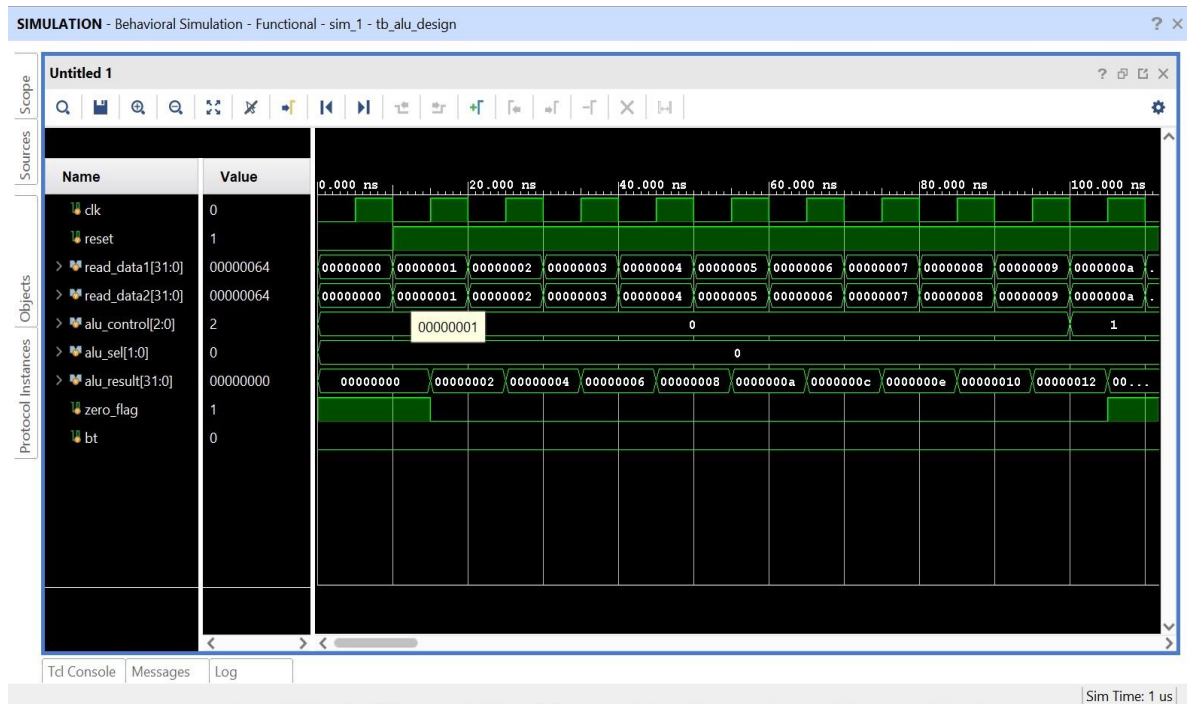 SIMULATION - Behavioral Simulation - Functional - sim_1 - tb_alu_design ? ×
Untitled 1 ?
Scope
Sources
Objects
Protocol Instances
Name Value 0.000 ns 20.000 ns 40.000 ns 60.000 ns 80.000 ns 100.000 ns
clk 0
reset 1
read_data1[31:0] 00000064 00000000 00000001 00000002 00000003 00000004 00000005 00000006 00000007 00000008 00000009 0000000a .
read_data2[31:0] 00000064 00000000 00000001 00000002 00000003 00000004 00000005 00000006 00000007 00000008 00000009 0000000a .
alu_control[2:0] 2 00000001 0 1
alu_sel[1:0] 0 0
alu_result[31:0] 00000000 00000000 00000002 00000004 00000006 00000008 0000000a 0000000c 0000000e 00000010 00000012 00...
zero_flag 1
bt 0
Tcl Console Messages Log
Sim Time: 1 us